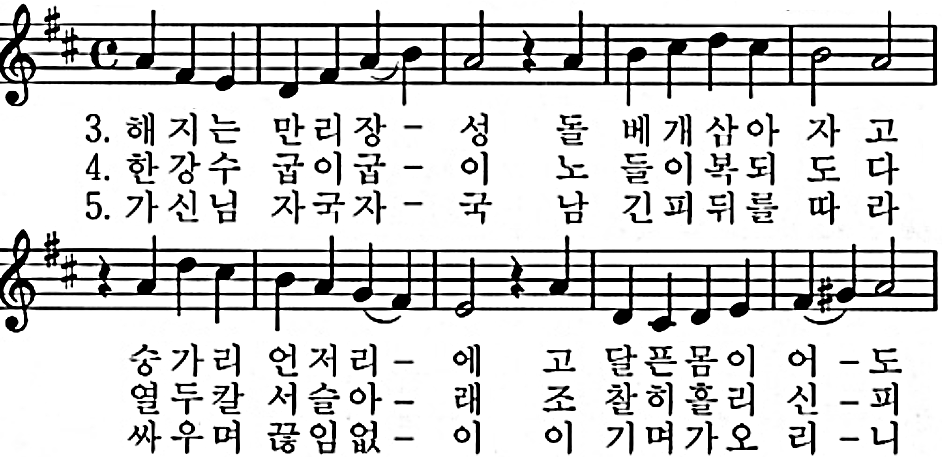 3. 해지는 만리장 - 성 돌 베개삼아 자고
4. 한강수 굽이굽 - 이 노 들이복되 도다
5. 가신님 자국자 - 국 남 긴피뒤를 따라
숭가리 언저리 - 에 고 달픈몸이 어 - 도
열두칼 서슬아 - 래 조 찰히흘리 신 - 피
싸우며 끊임없 - 이 이 기며가오 리 - 니